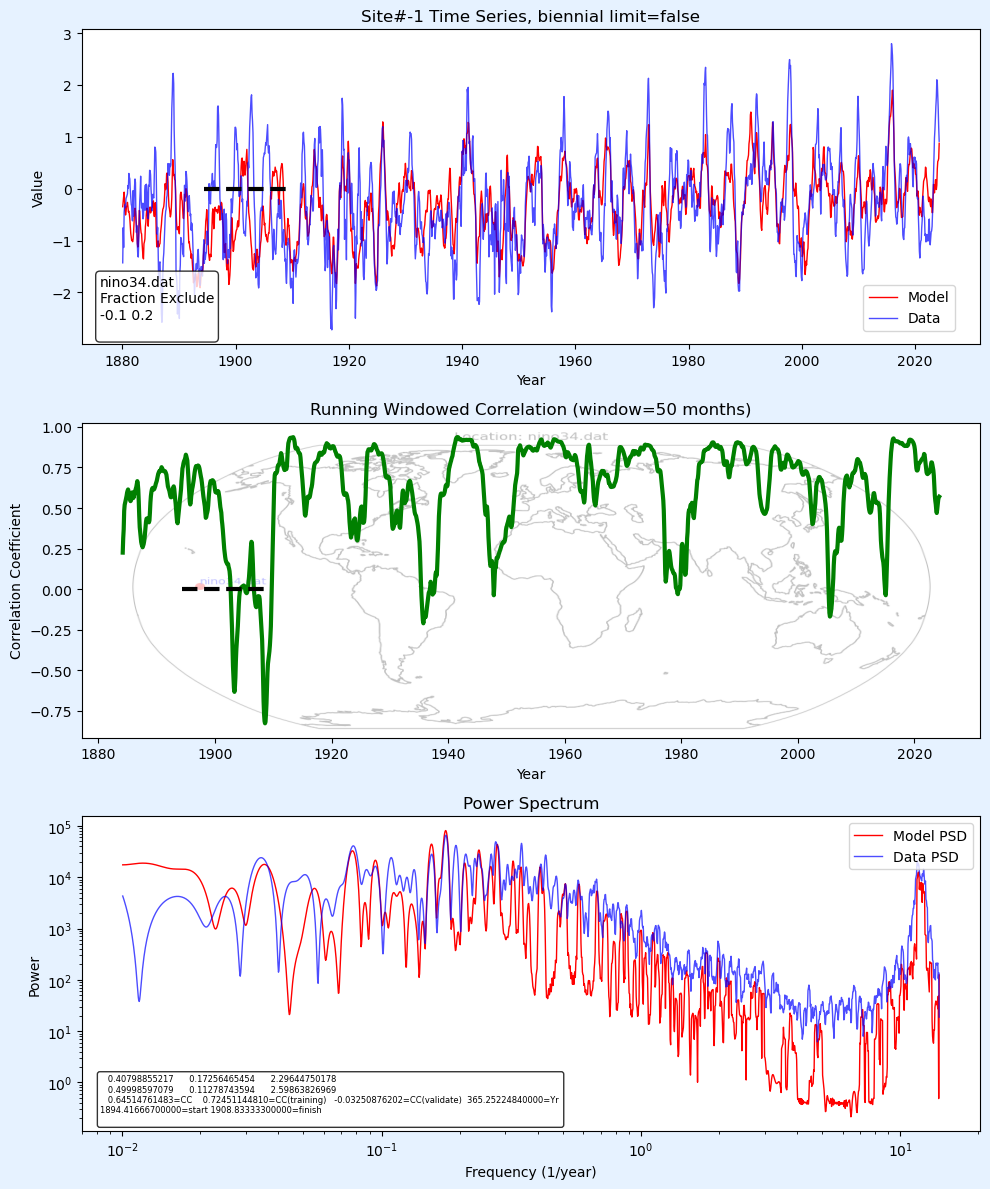 Site#-1 Time Series, biennial limit=false
3
2
1
0
−1
−2
Value
nino34.dat
Fraction Exclude
-0.1 0.2
Model
Data
1880 1900 1920 1940 1960 1980 2000 2020
Year
Running Windowed Correlation (window=50 months)
Location: nino34.dat
1.00
0.75
0.50
0.25
0.00
−0.25
−0.50
−0.75
Correlation Coefficient
nino34.dat
1880 1900 1920 1940 1960 1980 2000 2020
Year
Power Spectrum
10^5
10^4
10^3
10^2
10^1
10^0
Power
Model PSD
Data PSD
0.40798855217 0.17256465454 2.29644750178
0.49998597079 0.11278743594 2.59863826969
0.64514761483=CC 0.72451144810=CC(training) -0.03250876202=CC(validate) 365.25224840000=Yr
1894.41666700000=start 1908.83333300000=finish
10^−2 10^−1 10^0 10^1
Frequency (1/year)